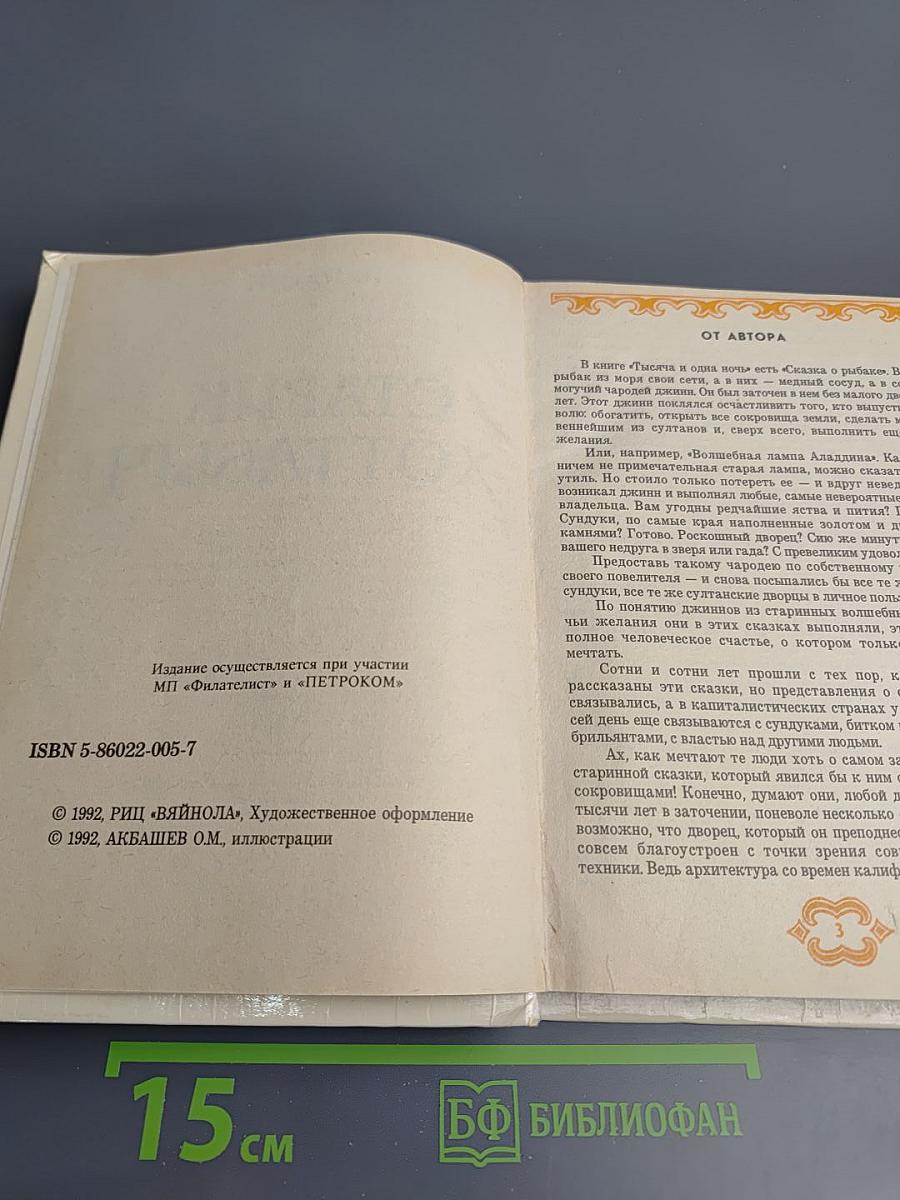 Издание осуществляется при участии
МП «Филателист» и «ПЕТРОКОМ»
ISBN 5-86022-005-7
© 1992, РИЦ «ВЯЙНОЛА», Художественное оформление
© 1992, АКБАШЕВ О.М., иллюстрации
ОТ АВТОРА
В книге «Тысяча и одна ночь» есть «Сказка о рыбаке». В
рыбак из моря свои сети, а в них — медный сосуд, а в со
могучий чародей джинн. Он был заточен в нем без малого две
лет. Этот джинн поклялся осчастливить того, кто выпусти
волю: обогатить, открыть все сокровища земли, сделать м
веннейшим из султанов и, сверх всего, выполнить еще
желания.
Или, например, «Волшебная лампа Аладдина». Ка
ничем не примечательная старая лампа, можно сказат
утиль. Но стоило только потереть ее — и вдруг невед
возникал джинн и выполнял любые, самые невероятные
владельца. Вам угодны редчайшие яства и пития?
Сундуки, по самые края наполненные золотом и д
камнями? Готово. Роскошный дворец? Сию же минут
вашего недруга в зверя или гада? С превеликим удовол
Предоставь такому чародею по собственному
своего повелителя — и снова посыпались бы все те ж
сундуки, все те же султанские дворцы в личное поль
По понятию джиннов из старинных волшебны
чьи желания они в этих сказках выполняли, эт
полное человеческое счастье, о котором только
мечтать.
Сотни и сотни лет прошли с тех пор, к
рассказаны эти сказки, но представления о с
связывались, а в капиталистических странах у
сей день еще связываются с сундуками, битком
брильянтами, с властью над другими людьми.
Ах, как мечтают те люди хоть о самом за
старинной сказки, который явился бы к ним с
сокровищами! Конечно, думают они, любой д
тысячи лет в заточении, поневоле несколько
возможно, что дворец, который он преподнес
совсем благоустроен с точки зрения сов
техники. Ведь архитектура со времен калиф
3
15 см
БФ БИБЛИОФАН